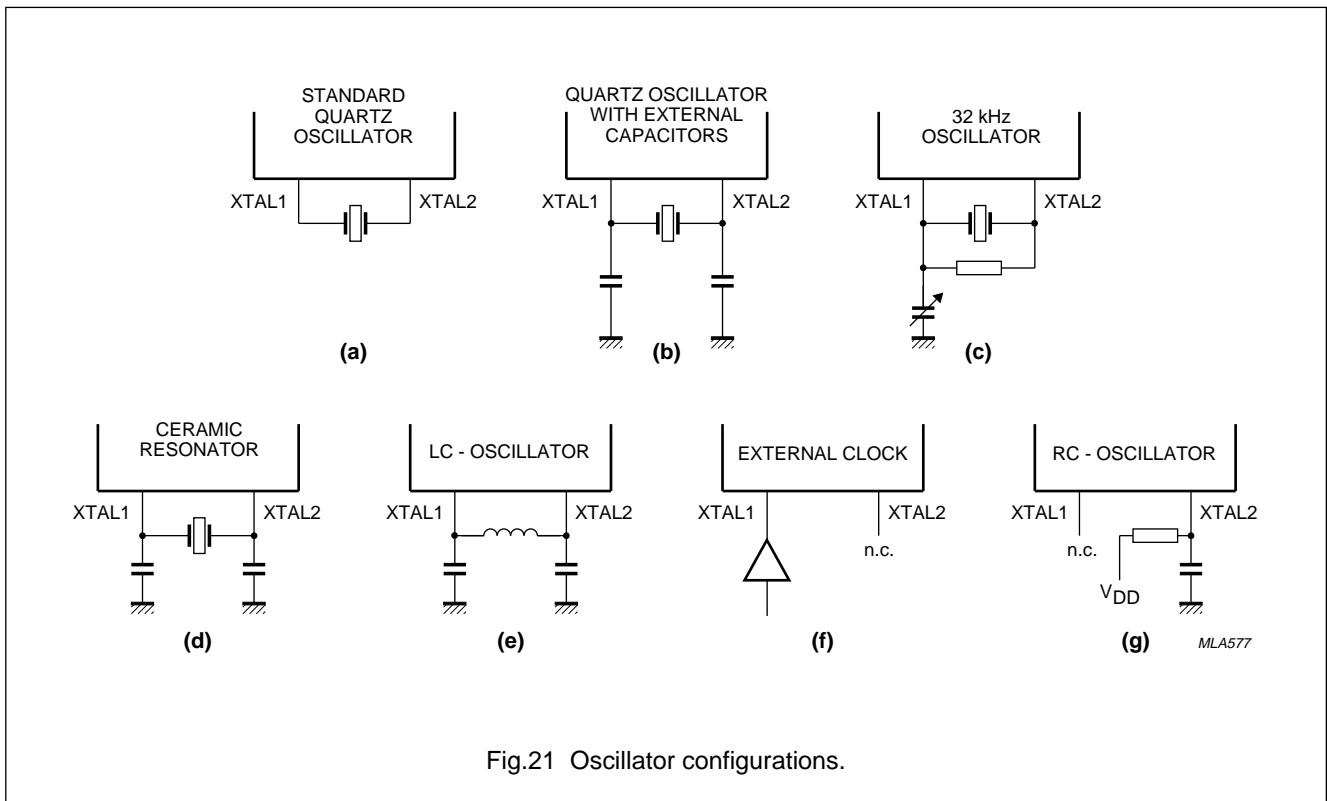 STANDARD
QUARTZ
OSCILLATOR
XTAL1
XTAL2
(a)
QUARTZ OSCILLATOR
WITH EXTERNAL
CAPACITORS
XTAL1
XTAL2
(b)
32 kHz
OSCILLATOR
XTAL1
XTAL2
(c)
CERAMIC
RESONATOR
XTAL1
XTAL2
(d)
LC - OSCILLATOR
XTAL1
XTAL2
(e)
EXTERNAL CLOCK
XTAL1
XTAL2
n.c.
(f)
RC - OSCILLATOR
XTAL1
XTAL2
n.c.
VDD
(g)
MLA577
Fig.21 Oscillator configurations.